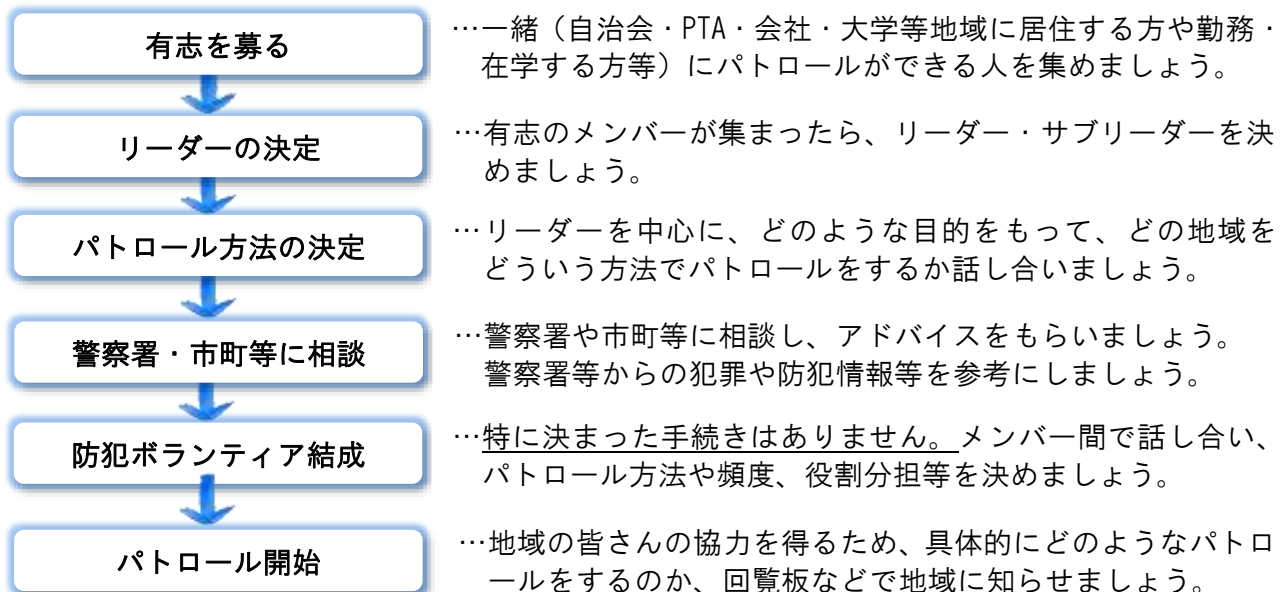 有志を募る
…一緒（自治会・PTA・会社・大学等地域に居住する方や勤務・
在学する方等）にパトロールができる人を集めましょう。
リーダーの決定
…有志のメンバーが集まったら、リーダー・サブリーダーを決
めましょう。
パトロール方法の決定
…リーダーを中心に、どのような目的をもって、どの地域を
どういう方法でパトロールをするか話し合いましょう。
警察署・市町等に相談
…警察署や市町等に相談し、アドバイスをもらいましょう。
警察署等からの犯罪や防犯情報等を参考にしましょう。
防犯ボランティア結成
…特に決まった手続きはありません。メンバー間で話し合い、
パトロール方法や頻度、役割分担等を決めましょう。
パトロール開始
…地域の皆さんの協力を得るため、具体的にどのようなパトロ
ールをするのか、回覧板などで地域に知らせましょう。